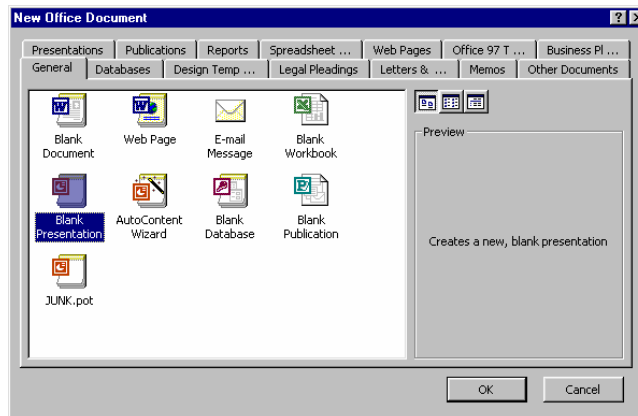 New Office Document
Presentations Publications Reports Spreadsheet ... Web Pages Office 97 T ... Business Pl ...
General Databases Design Temp ... Legal Pleadings Letters & ... Memos Other Documents
Blank
Document
Web Page
E-mail
Message
Blank
Workbook
Preview
Blank
Presentation
AutoContent
Wizard
Blank
Database
Blank
Publication
Creates a new, blank presentation
JUNK.pot
OK
Cancel